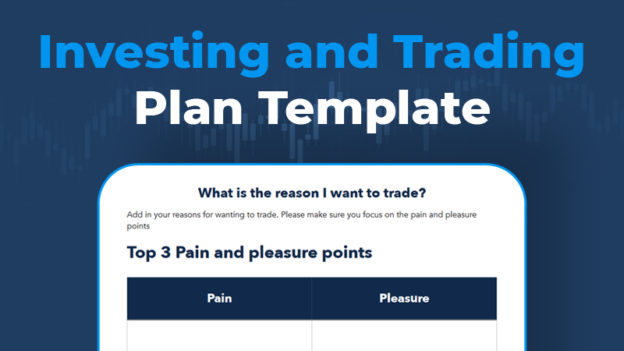 Investing and Trading
Plan Template
What is the reason I want to trade?
Add in your reasons for wanting to trade. Please make sure you focus on the pain and pleasure
points
Top 3 Pain and pleasure points
Pain Pleasure